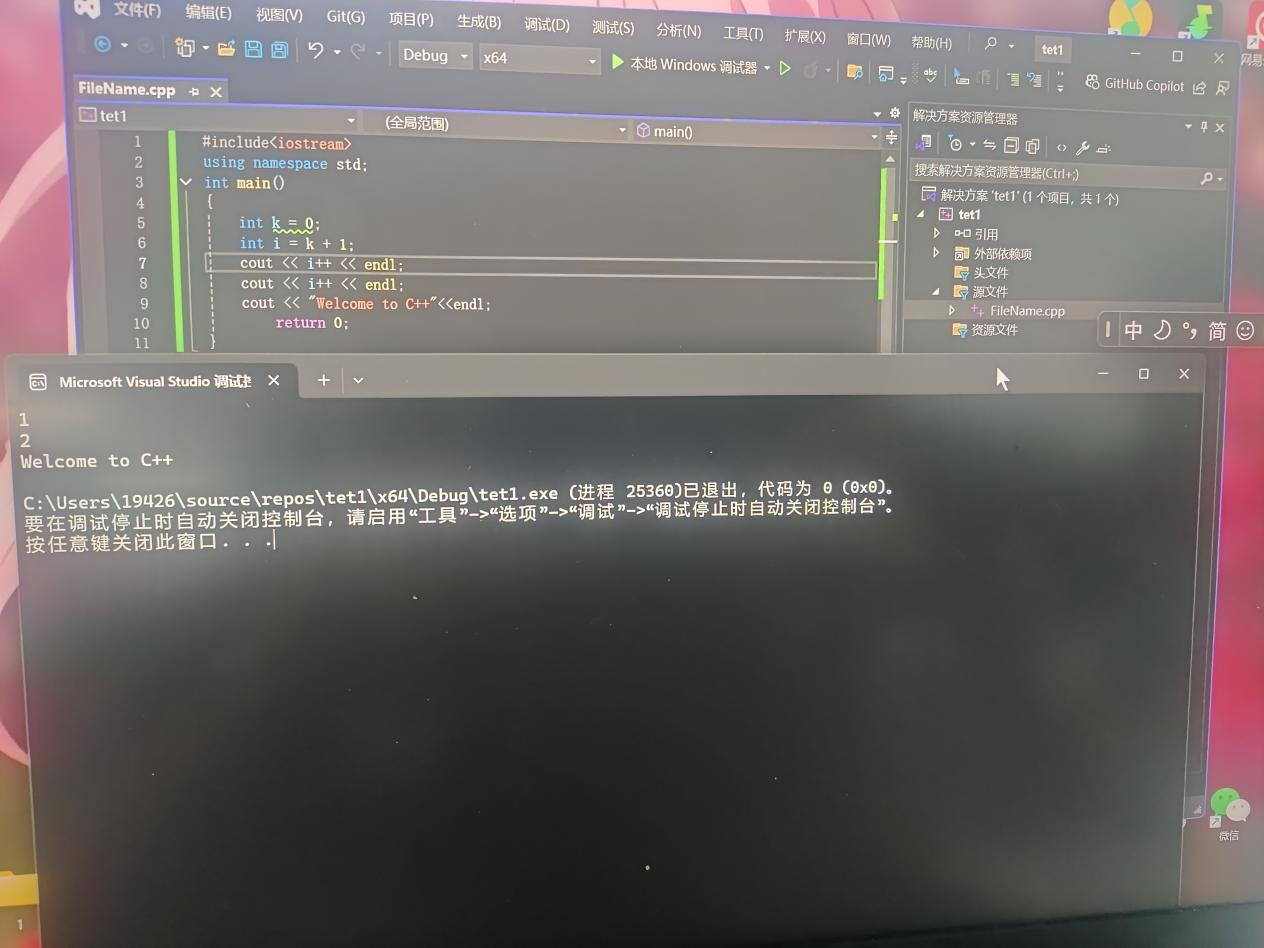 文件(F) 编辑(E) 视图(V) Git(G) 项目(P) 生成(B) 调试(D) 测试(S) 分析(N) 工具(T) 扩展(X) 窗口(W) 帮助(H) tet1
Debug x64 本地 Windows 调试器 GitHub Copilot
FileName.cpp
tet1 (全局范围) main()
1 #include<iostream>
2 using namespace std;
3 int main()
4 {
5 int k = 0;
6 int i = k + 1;
7 cout << i++ << endl;
8 cout << i++ << endl;
9 cout << "Welcome to C++"<<endl;
10 return 0;
11 }
解决方案资源管理器
搜索解决方案资源管理器(Ctrl+;)
解决方案 'tet1' (1 个项目，共 1 个)
tet1
引用
外部依赖项
头文件
源文件
FileName.cpp
资源文件
中 简
Microsoft Visual Studio 调试
1
2
Welcome to C++
C:\Users\19426\source\repos\tet1\x64\Debug\tet1.exe (进程 25360)已退出，代码为 0 (0x0)。
要在调试停止时自动关闭控制台，请启用“工具”->“选项”->“调试”->“调试停止时自动关闭控制台”。
按任意键关闭此窗口. . .
微信
1